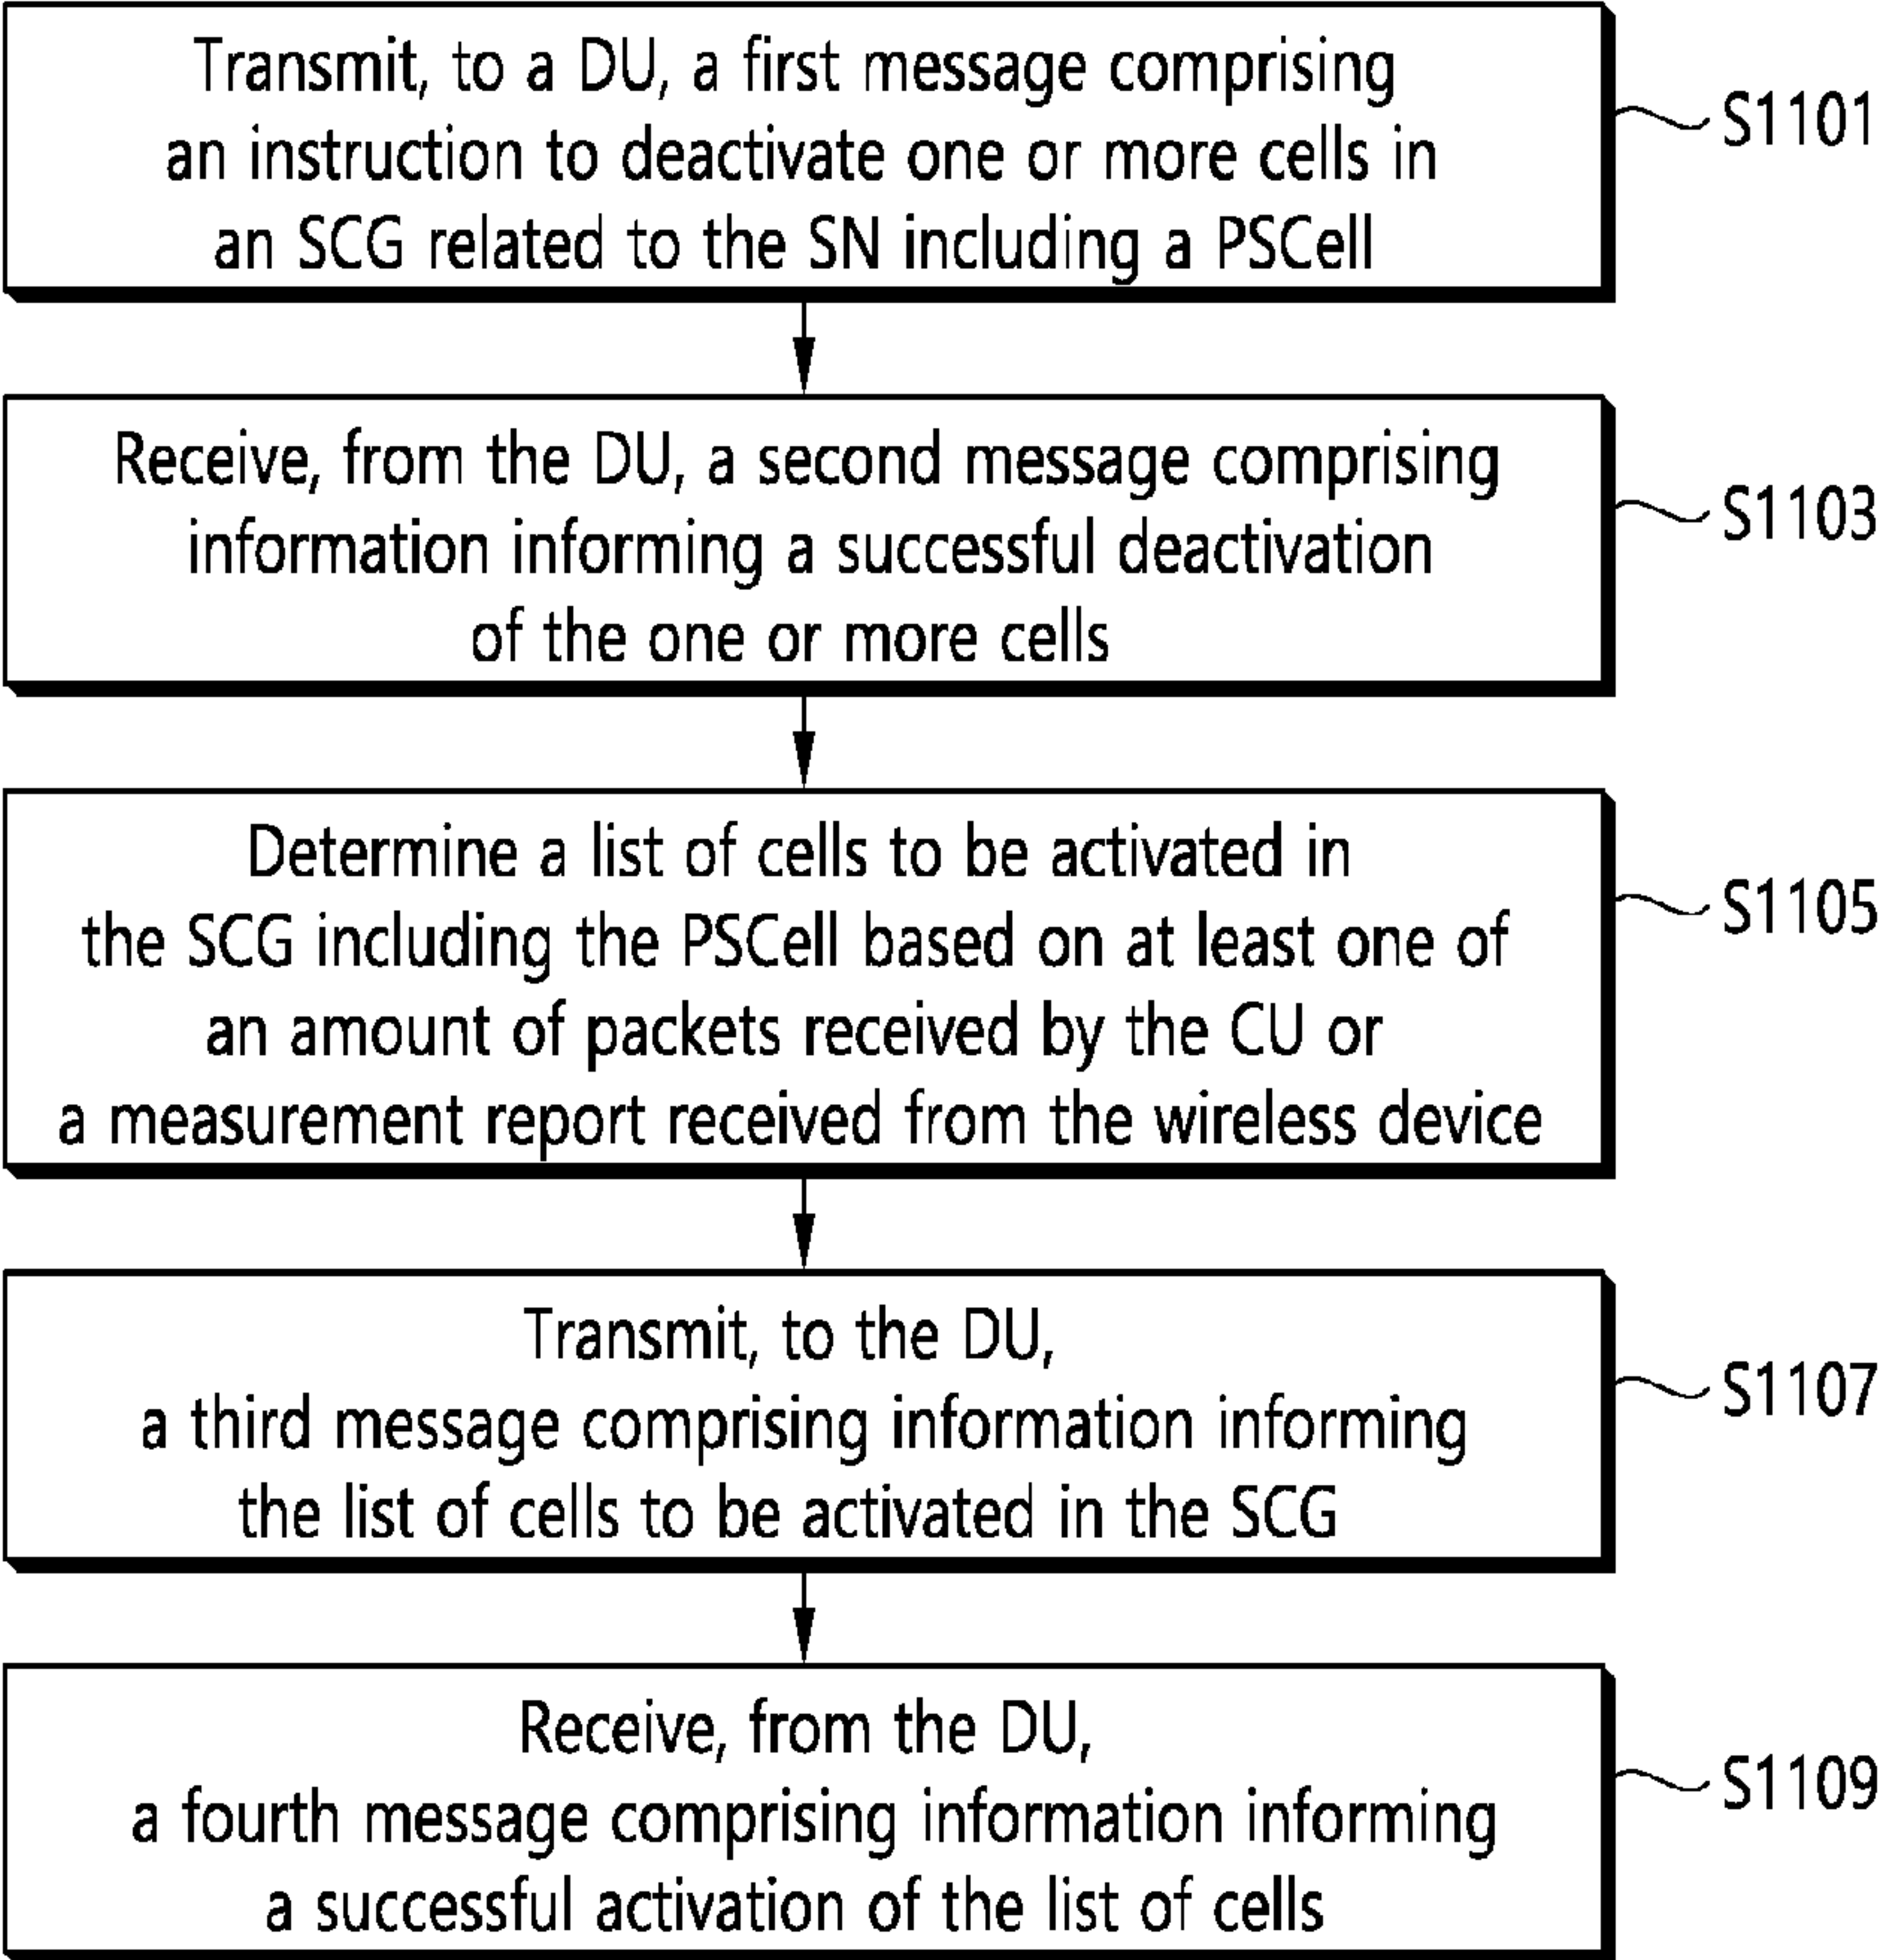 Transmit, to a DU, a first message comprising
an instruction to deactivate one or more cells in
an SCG related to the SN including a PSCell
S1101
Receive, from the DU, a second message comprising
information informing a successful deactivation
of the one or more cells
S1103
Determine a list of cells to be activated in
the SCG including the PSCell based on at least one of
an amount of packets received by the CU or
a measurement report received from the wireless device
S1105
Transmit, to the DU,
a third message comprising information informing
the list of cells to be activated in the SCG
S1107
Receive, from the DU,
a fourth message comprising information informing
a successful activation of the list of cells
S1109